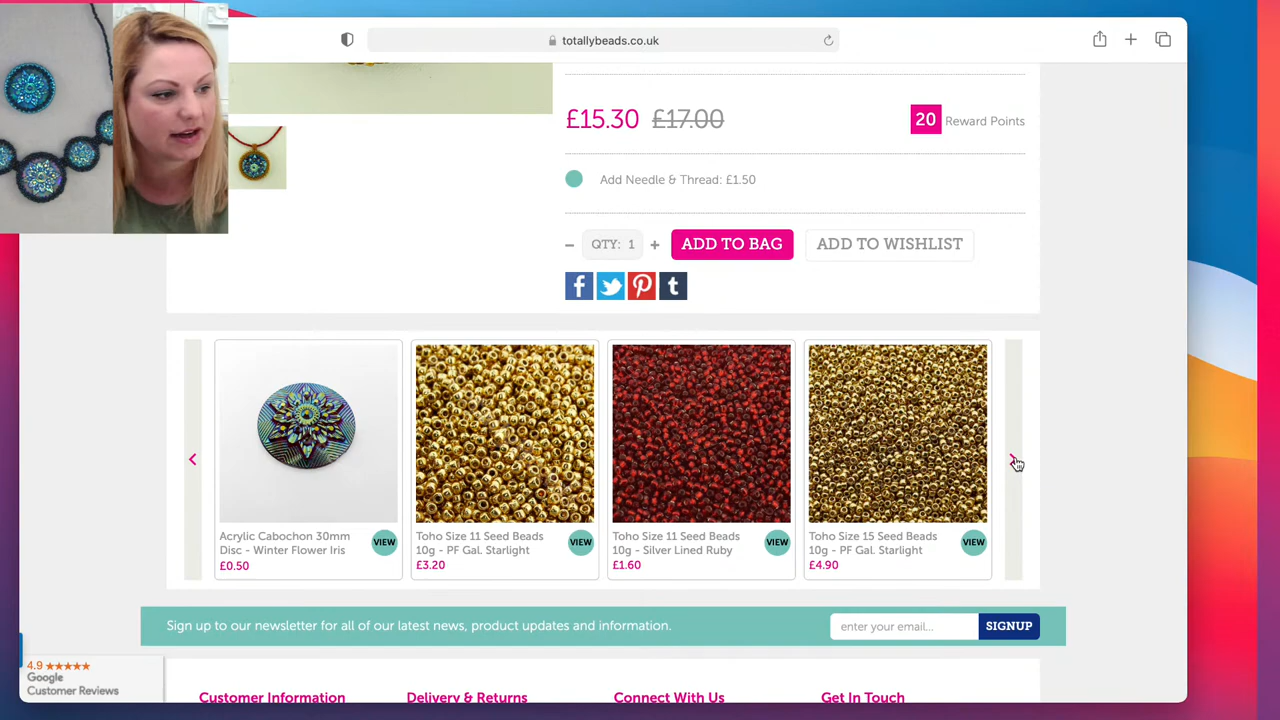 totallybeads.co.uk
£15.30 £17.00
20 Reward Points
Add Needle & Thread: £1.50
− QTY: 1 + ADD TO BAG ADD TO WISHLIST
Acrylic Cabochon 30mm
Disc - Winter Flower Iris
£0.50
VIEW
Toho Size 11 Seed Beads
10g - PF Gal. Starlight
£3.20
VIEW
Toho Size 11 Seed Beads
10g - Silver Lined Ruby
£1.60
VIEW
Toho Size 15 Seed Beads
10g - PF Gal. Starlight
£4.90
VIEW
Sign up to our newsletter for all of our latest news, product updates and information.
enter your email... SIGNUP
4.9 ★★★★★
Google
Customer Reviews
Customer Information Delivery & Returns Connect With Us Get In Touch